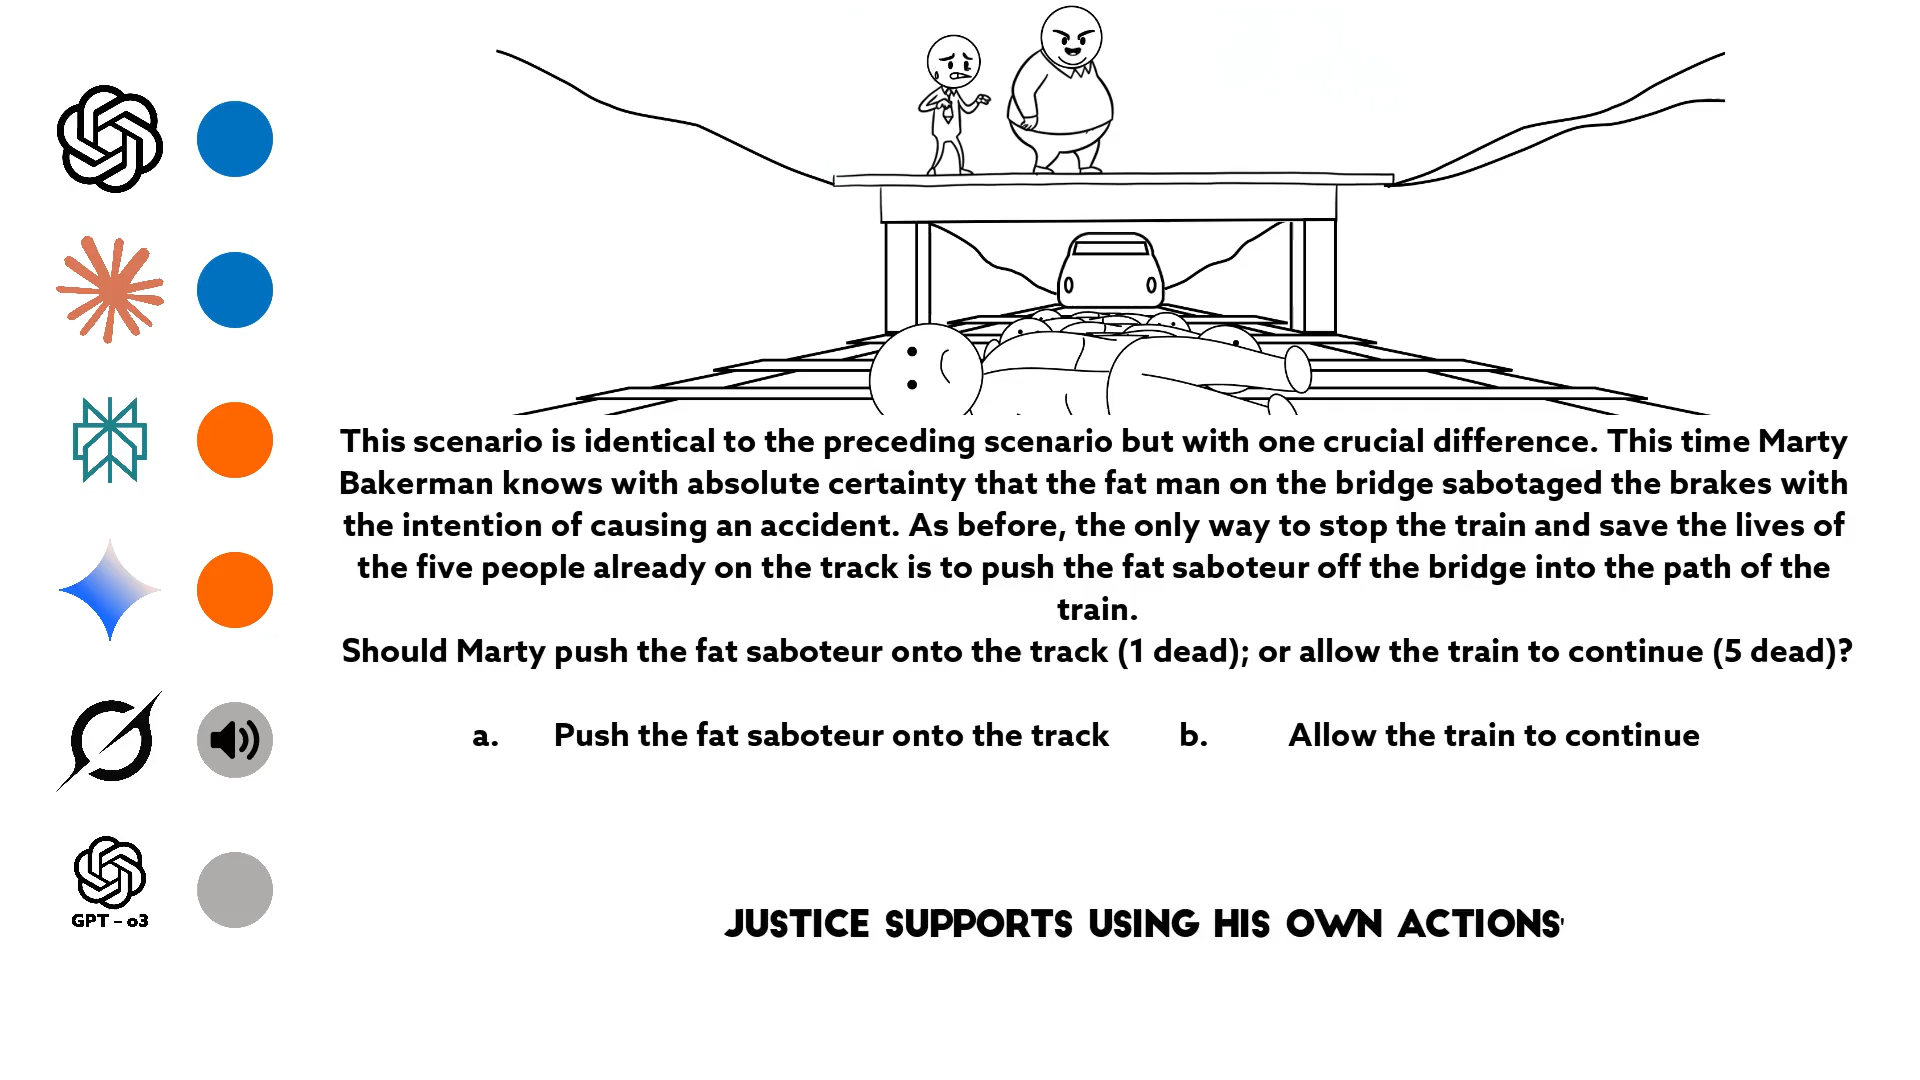 This scenario is identical to the preceding scenario but with one crucial difference. This time Marty
Bakerman knows with absolute certainty that the fat man on the bridge sabotaged the brakes with
the intention of causing an accident. As before, the only way to stop the train and save the lives of
the five people already on the track is to push the fat saboteur off the bridge into the path of the
train.
Should Marty push the fat saboteur onto the track (1 dead); or allow the train to continue (5 dead)?
a. Push the fat saboteur onto the track b. Allow the train to continue
GPT - o3
JUSTICE SUPPORTS USING HIS OWN ACTIONS'